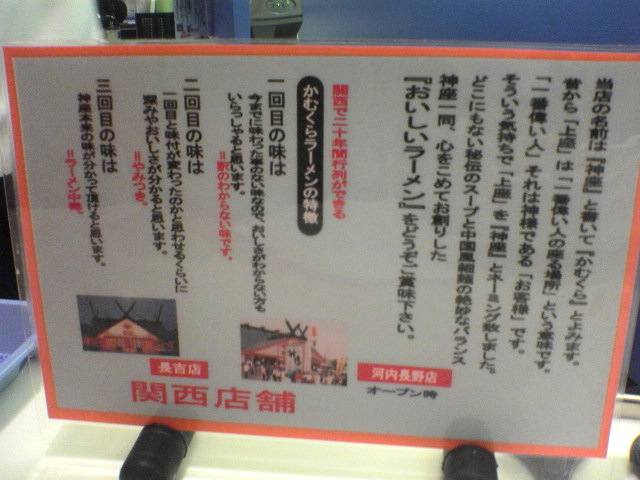 当店の名前は『神座』と書いて『かむくら』とよみます。
昔から「上座」は「一番偉い人の座る場所」という意味です。
「一番偉い人」それは神様である「お客様」です。
そういう気持ちで「上座」を『神座』とネーミング致しました。
どこにもない秘伝のスープと中国風細麺の絶妙なバランス
神座一同、心をこめてお創りした
『おいしいラーメン』をどうぞご賞味下さい。
関西で二十年間行列ができる
かむくらラーメンの特徴
一回目の味は
今までに味わった事のない味なので、おいしさがわからない方も
いらっしゃると思います。
=訳のわからない味です。
二回目の味は
一回目と味付が変わったのかと思わせるくらいに
深みやおいしさがわかると思います。
=やみつき。
三回目の味は
神座本来の味が分かって頂けると思います。
=ラーメン中毒。
河内長野店
オープン時
長吉店
関西店舗